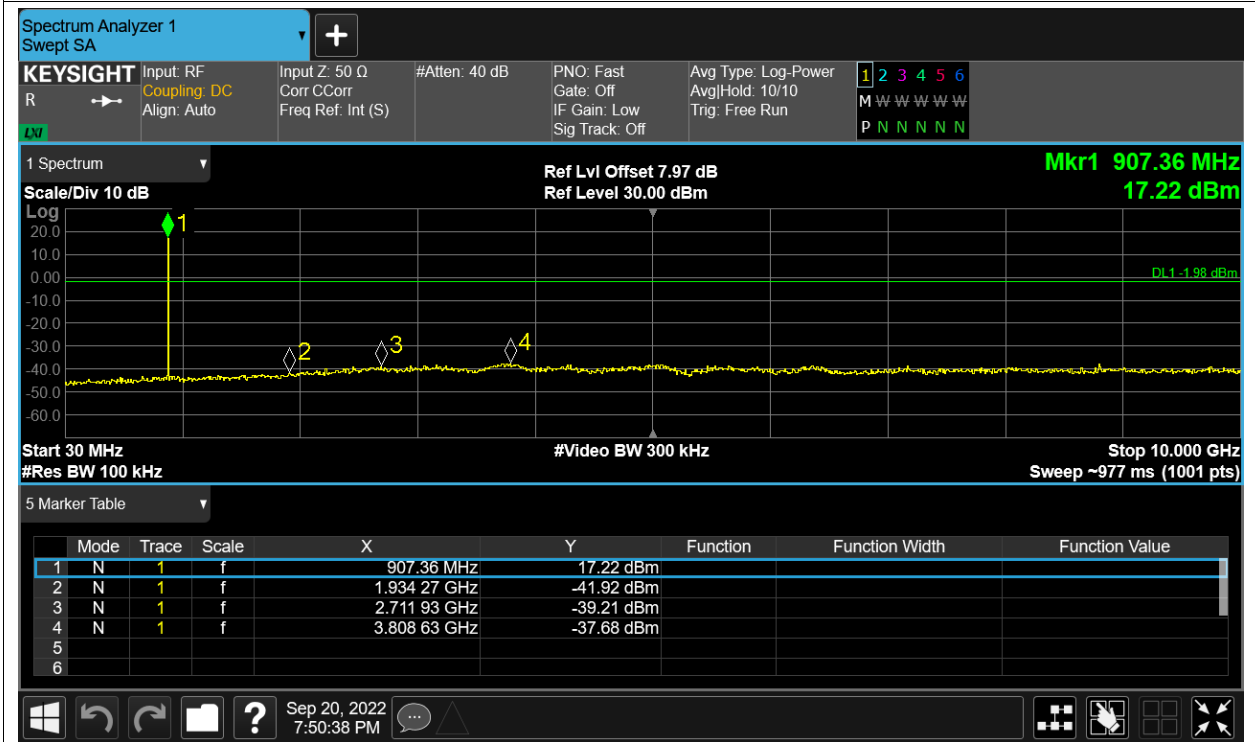 Spectrum Analyzer 1
Swept SA
+
KEYSIGHT Input: RF Input Z: 50 Ω #Atten: 40 dB PNO: Fast Avg Type: Log-Power 1 2 3 4 5 6
R Coupling: DC Corr CCorr Gate: Off Avg|Hold: 10/10 M W W W W W
Align: Auto Freq Ref: Int (S) IF Gain: Low Trig: Free Run
LXI Sig Track: Off P N N N N N
1 Spectrum Ref Lvl Offset 7.97 dB Mkr1 907.36 MHz
Scale/Div 10 dB Ref Level 30.00 dBm 17.22 dBm
Log
1
20.0
10.0
0.00 DL1 -1.98 dBm
-10.0
-20.0
-30.0 2 3 4
-40.0
-50.0
-60.0
Start 30 MHz #Video BW 300 kHz Stop 10.000 GHz
#Res BW 100 kHz Sweep ~977 ms (1001 pts)
5 Marker Table
Mode Trace Scale X Y Function Function Width Function Value
1 N 1 f 907.36 MHz 17.22 dBm
2 N 1 f 1.934 27 GHz -41.92 dBm
3 N 1 f 2.711 93 GHz -39.21 dBm
4 N 1 f 3.808 63 GHz -37.68 dBm
5
6
? Sep 20, 2022
7:50:38 PM